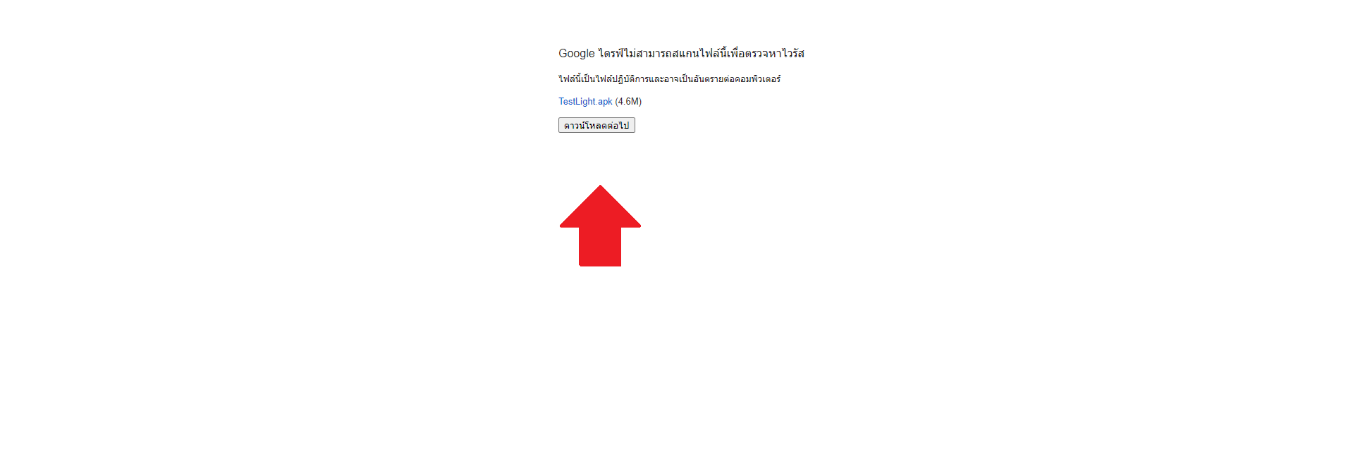 Google ไดรฟ์ไม่สามารถสแกนไฟล์นี้เพื่อตรวจหาไวรัส
ไฟล์นี้เป็นไฟล์ปฏิบัติการและอาจเป็นอันตรายต่อคอมพิวเตอร์
TestLight.apk (4.6M)
ดาวน์โหลดต่อไป